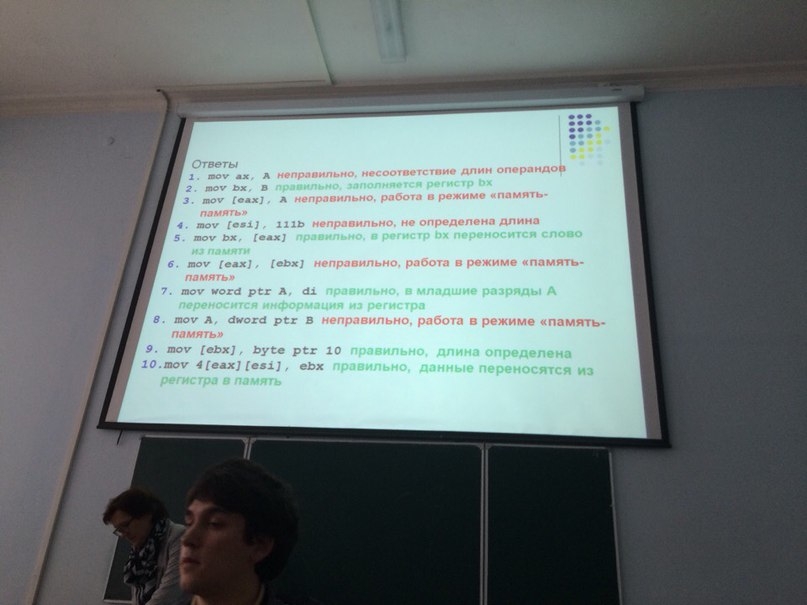 Ответы
1. mov ax, A неправильно, несоответствие длин операндов
2. mov bx, B правильно, заполняется регистр bx
3. mov [eax], A неправильно, работа в режиме «память-
память»
4. mov [esi], 111b неправильно, не определена длина
5. mov bx, [eax] правильно, в регистр bx переносится слово
из памяти
6. mov [eax], [ebx] неправильно, работа в режиме «память-
память»
7. mov word ptr A, di правильно, в младшие разряды А
переносится информация из регистра
8. mov A, dword ptr B неправильно, работа в режиме «память-
память»
9. mov [ebx], byte ptr 10 правильно, длина определена
10.mov 4[eax][esi], ebx правильно, данные переносятся из
регистра в память